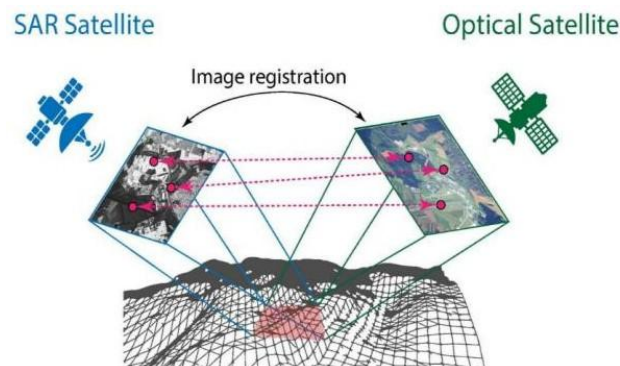 SAR Satellite
Optical Satellite
Image registration